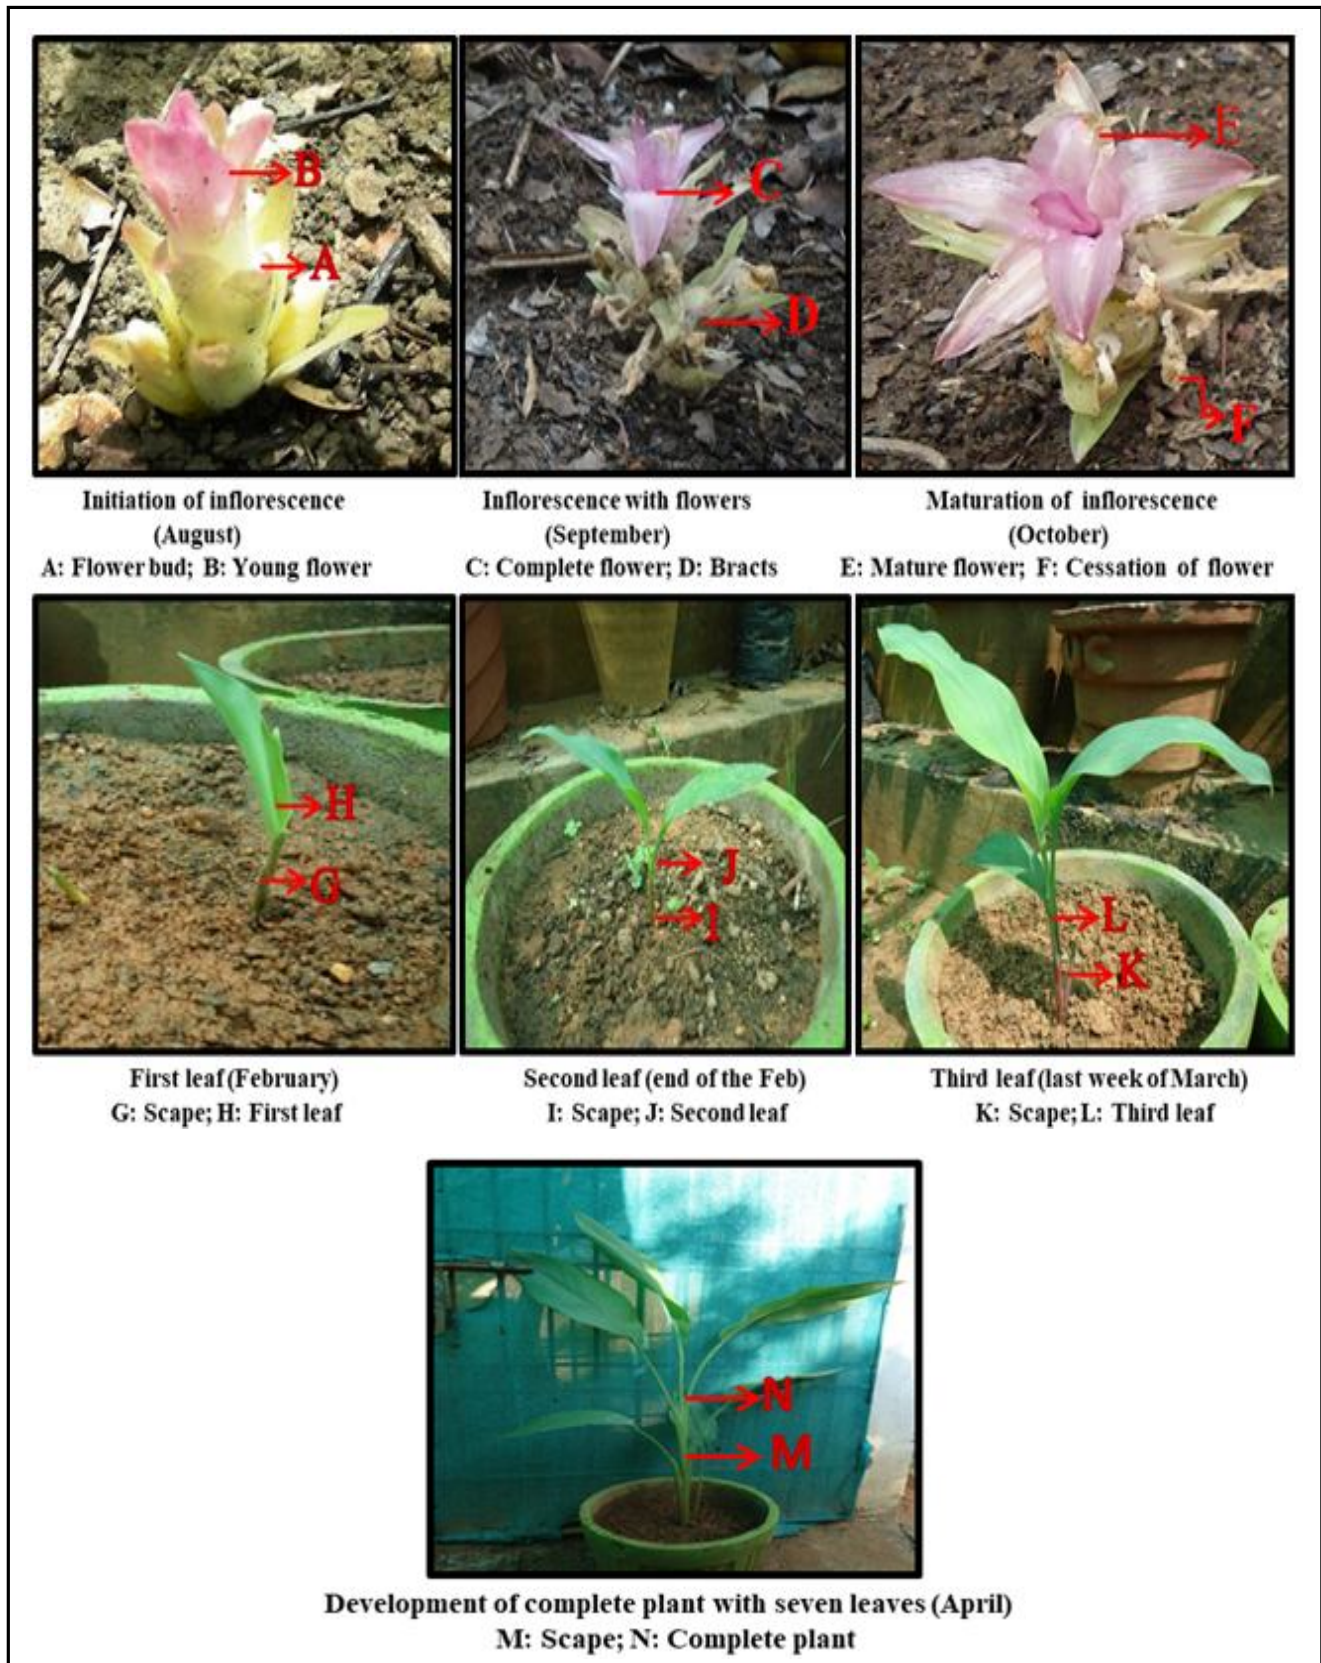 B
A
C
D
E
F
Initiation of inflorescence
(August)
A: Flower bud; B: Young flower
Inflorescence with flowers
(September)
C: Complete flower; D: Bracts
Maturation of inflorescence
(October)
E: Mature flower; F: Cessation of flower
H
G
J
I
L
K
First leaf (February)
G: Scape; H: First leaf
Second leaf (end of the Feb)
I: Scape; J: Second leaf
Third leaf (last week of March)
K: Scape; L: Third leaf
N
M
Development of complete plant with seven leaves (April)
M: Scape; N: Complete plant